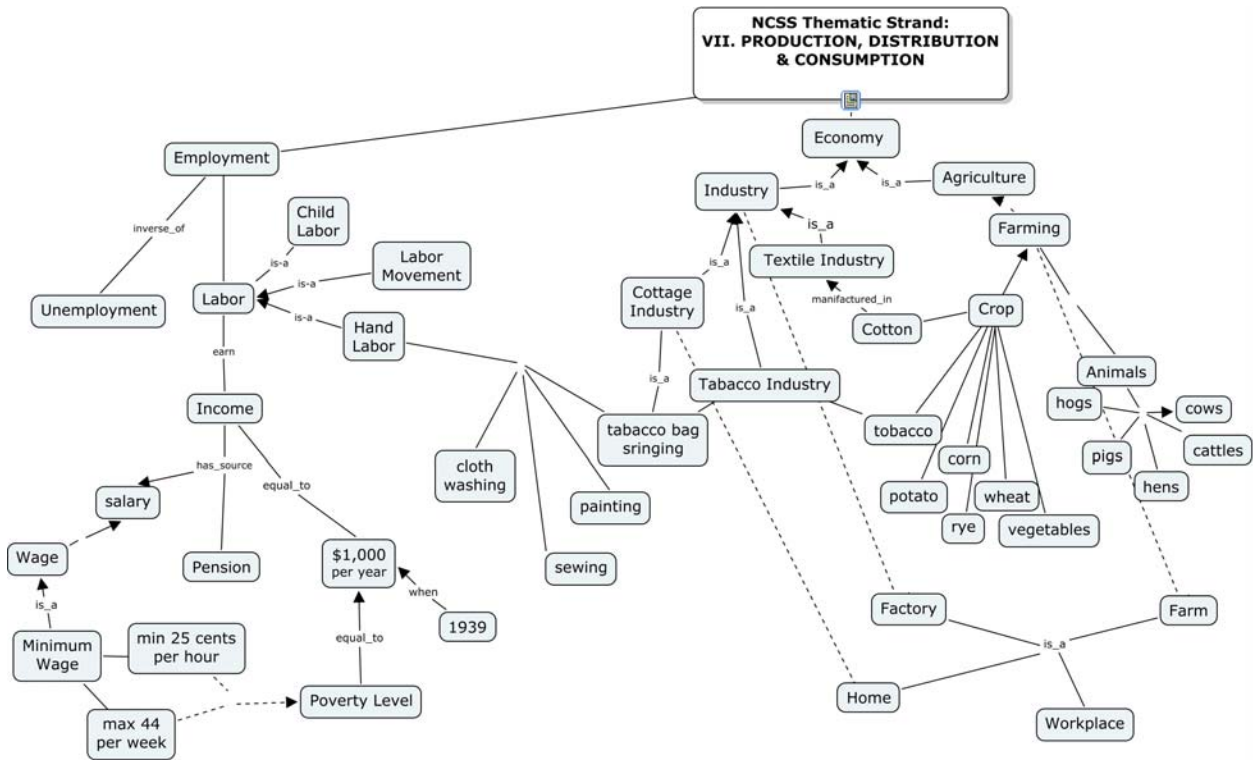 NCSS Thematic Strand:
VII. PRODUCTION, DISTRIBUTION
& CONSUMPTION
Economy
Employment
Industry
is_a
is_a
Agriculture
Child
Labor
inverse_of
is-a
Labor
Movement
is-a
is_a
Farming
is_a
Textile Industry
Unemployment
Labor
is-a
Hand
Labor
Cottage
Industry
manifactured_in
Cotton
Crop
is_a
earn
is_a
Tabacco Industry
Animals
Income
hogs
cows
tabacco bag
sringing
tobacco
cattles
has_source
cloth
washing
corn
pigs
equal_to
salary
painting
potato
wheat
hens
rye
vegetables
Wage
Pension
$1,000
per year
sewing
when
is_a
1939
Factory
Farm
equal_to
Minimum
Wage
min 25 cents
per hour
is_a
Poverty Level
Home
max 44
per week
Workplace